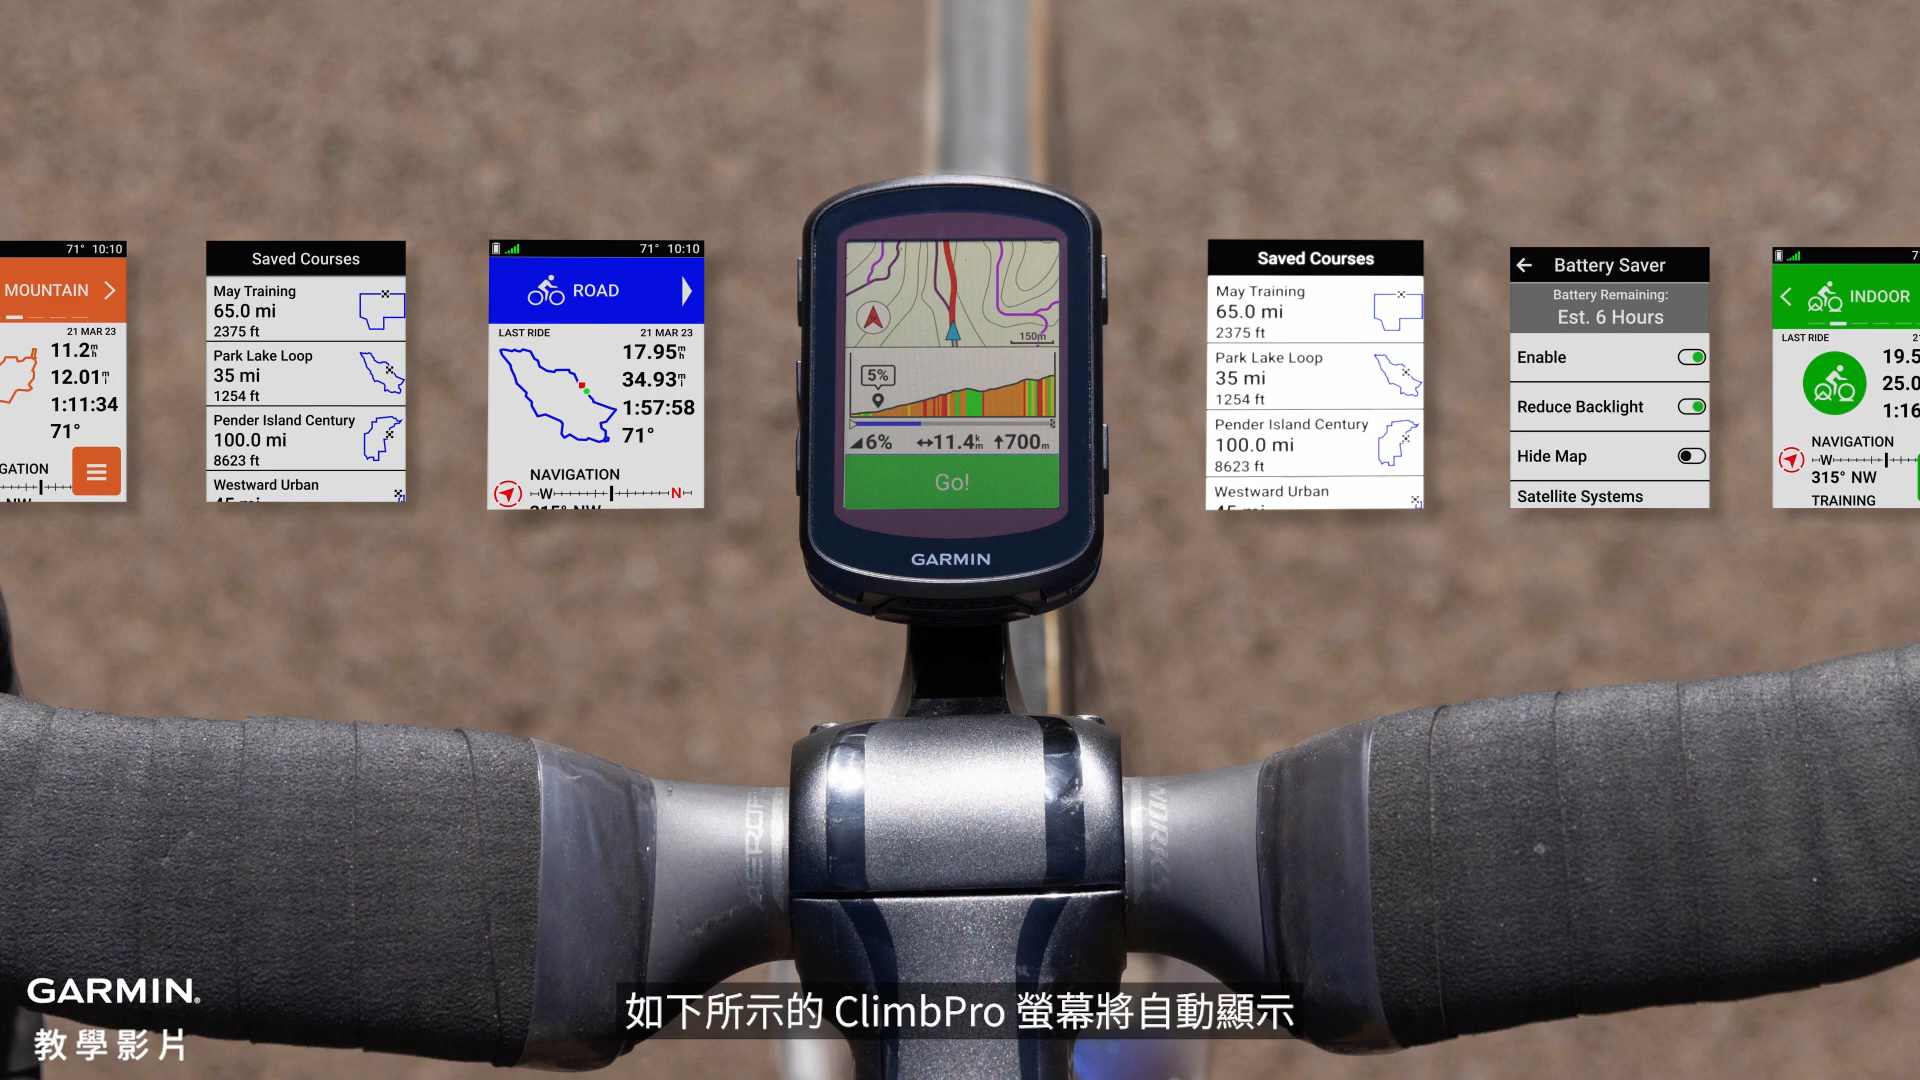 71° 10:10
MOUNTAIN
21 MAR 23
11.2
12.01
1:11:34
71°
GATION
Saved Courses
May Training
65.0 mi
2375 ft
Park Lake Loop
35 mi
1254 ft
Pender Island Century
100.0 mi
8623 ft
Westward Urban
71° 10:10
ROAD
LAST RIDE 21 MAR 23
17.95
34.93
1:57:58
71°
NAVIGATION
W N
315° NW
150m
5%
6% 11.4 km 700m
Go!
GARMIN
Saved Courses
May Training
65.0 mi
2375 ft
Park Lake Loop
35 mi
1254 ft
Pender Island Century
100.0 mi
8623 ft
Westward Urban
Battery Saver
Battery Remaining:
Est. 6 Hours
Enable
Reduce Backlight
Hide Map
Satellite Systems
INDOOR
LAST RIDE
19.5
25.0
1:16
NAVIGATION
W
315° NW
TRAINING
GARMIN
教學影片
如下所示的 ClimbPro 螢幕將自動顯示